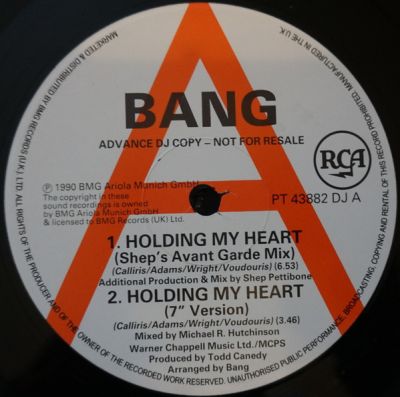 MARKETED & DISTRIBUTED BY BMG RECORDS (U.K.) LTD. ALL RIGHTS OF THE PRODUCER AND OF THE OWNER OF THE RECORDED WORK RESERVED. UNAUTHORISED PUBLIC PERFORMANCE, BROADCASTING, COPYING AND RENTAL OF THIS RECORD PROHIBITED. MANUFACTURED IN THE U.K.
A
BANG
ADVANCE DJ COPY – NOT FOR RESALE
RCA
℗ 1990 BMG Ariola Munich GmbH
The copyright in these
sound recordings is owned
by BMG Ariola Munich GmbH
& licensed to BMG Records (UK) Ltd.
PT 43882 DJ A
1. HOLDING MY HEART
(Shep's Avant Garde Mix)
(Calliris/Adams/Wright/Voudouris) (6.53)
Additional Production & Mix by Shep Pettibone
2. HOLDING MY HEART
(7" Version)
(Calliris/Adams/Wright/Voudouris) (3.46)
Mixed by Michael R. Hutchinson
Warner Chappell Music Ltd./MCPS
Produced by Todd Canedy
Arranged by Bang